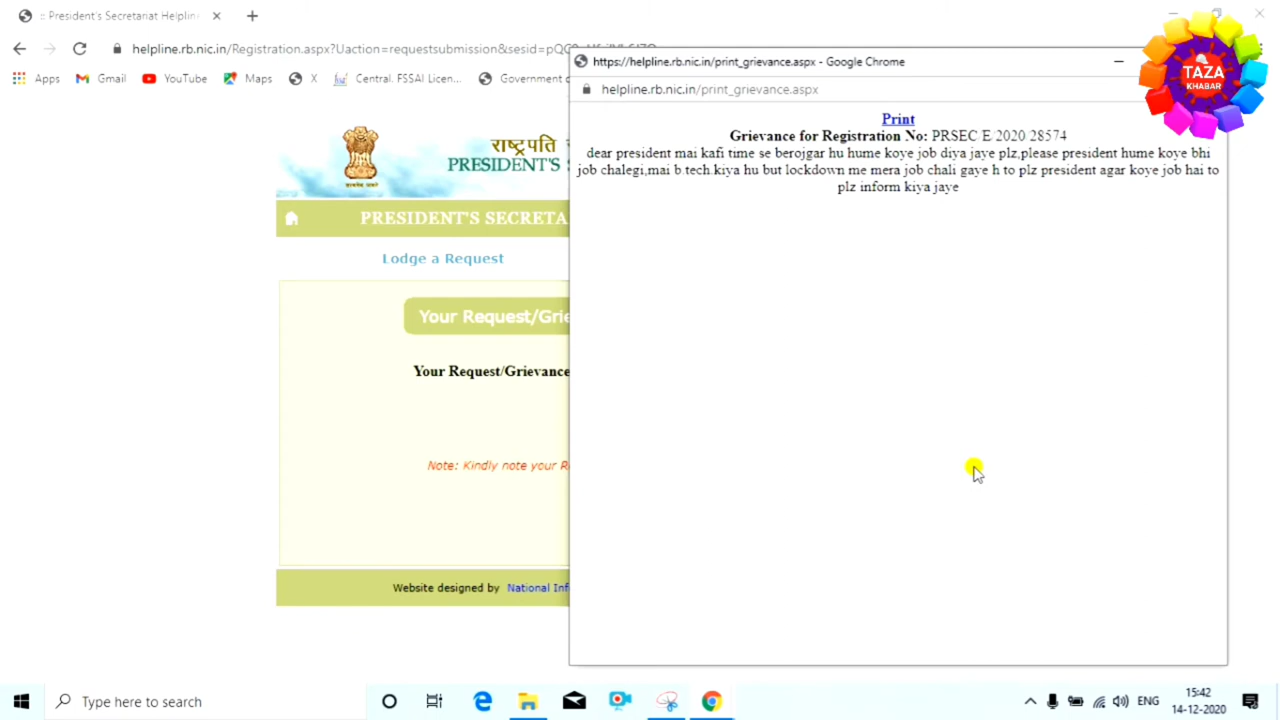 :: President's Secretariat Helplin
helpline.rb.nic.in/Registration.aspx?Uaction=requestsubmission&sesid=
Apps
Gmail
YouTube
Maps
X
Central. FSSAI Licen...
Government
https://helpline.rb.nic.in/print_grievance.aspx - Google Chrome
helpline.rb.nic.in/print_grievance.aspx
TAZA
KHABAR
Print
Grievance for Registration No: PRSEC/E/2020/28574
dear president mai kafi time se berojgar hu hume koye job diya jaye plz,please president hume koye bhi
job chalegi,mai b.tech.kiya hu but lockdown me mera job chali gaye h to plz president agar koye job hai to
plz inform kiya jaye
राष्ट्रपति
PRESIDENT'S S
PRESIDENT'S SECRETA
Lodge a Request
Your Request/Grie
Your Request/Grievance
Note: Kindly note your R
Website designed by National Inf
Type here to search
ENG
15:42
14-12-2020